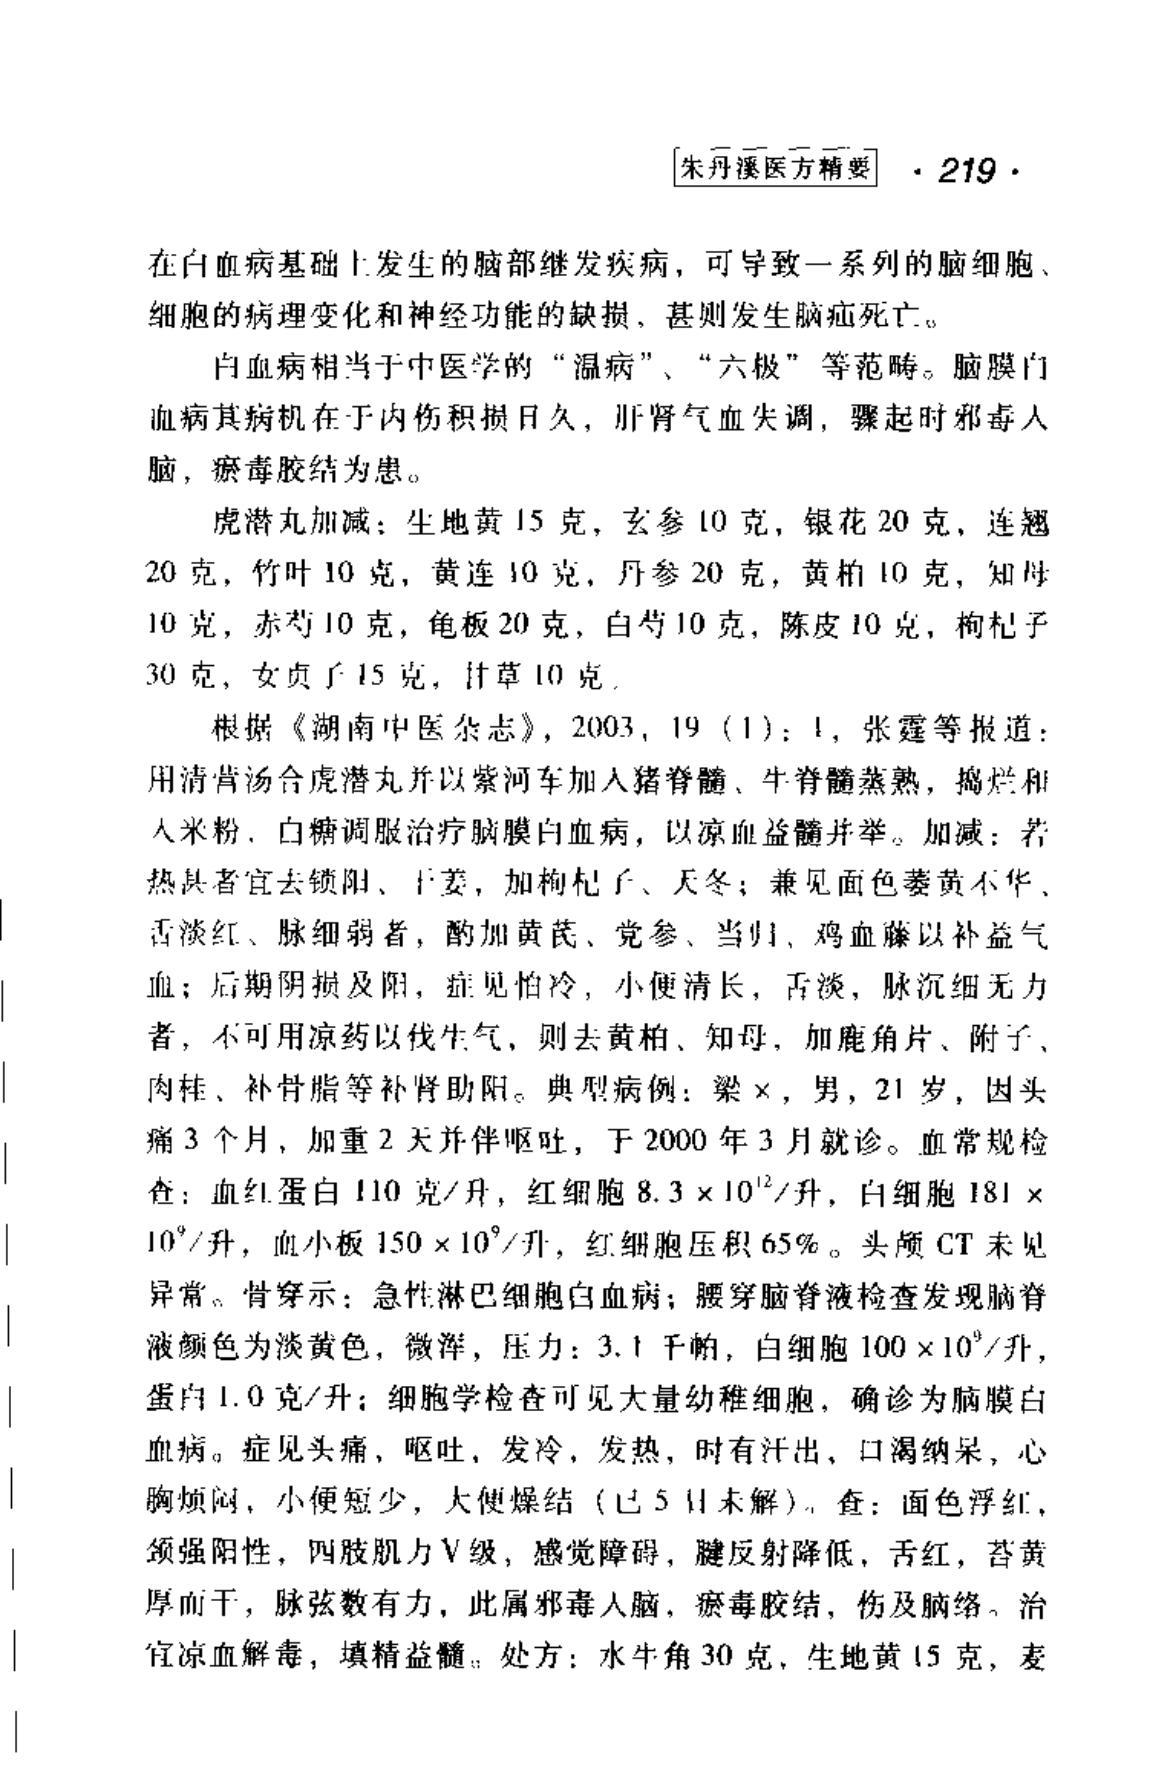 朱丹溪医方精要 · 219 ·
在白血病基础上发生的脑部继发疾病，可导致一系列的脑细胞、
细胞的病理变化和神经功能的缺损，甚则发生脑疝死亡。
白血病相当于中医学的“温病”、“六极”等范畴。脑膜白
血病其病机在于内伤积损日久，肝肾气血失调，骤起时邪毒入
脑，瘀毒胶结为患。
虎潜丸加减：生地黄 15 克，玄参 10 克，银花 20 克，连翘
20 克，竹叶 10 克，黄连 10 克，丹参 20 克，黄柏 10 克，知母
10 克，赤芍 10 克，龟板 20 克，白芍 10 克，陈皮 10 克，枸杞子
30 克，女贞子 15 克，甘草 10 克。
根据《湖南中医杂志》，2003，19（1）：1，张霆等报道：
用清营汤合虎潜丸并以紫河车加入猪脊髓、牛脊髓蒸熟，捣烂和
入米粉，白糖调服治疗脑膜白血病，以凉血益髓并举。加减：若
热甚者宜去锁阳、干姜，加枸杞子、天冬；兼见面色萎黄不华、
舌淡红、脉细弱者，酌加黄芪、党参、当归、鸡血藤以补益气
血；后期阴损及阳，症见怕冷，小便清长，舌淡，脉沉细无力
者，不可用凉药以伐生气，则去黄柏、知母，加鹿角片、附子、
肉桂、补骨脂等补肾助阳。典型病例：梁×，男，21 岁，因头
痛 3 个月，加重 2 天并伴呕吐，于 2000 年 3 月就诊。血常规检
查：血红蛋白 110 克/升，红细胞 8.3×10¹²/升，白细胞 181×
10⁹/升，血小板 150×10⁹/升，红细胞压积 65%。头颅 CT 未见
异常。骨穿示：急性淋巴细胞白血病；腰穿脑脊液检查发现脑脊
液颜色为淡黄色，微浑，压力：3.1 千帕，白细胞 100×10⁹/升，
蛋白 1.0 克/升；细胞学检查可见大量幼稚细胞，确诊为脑膜白
血病。症见头痛，呕吐，发冷，发热，时有汗出，口渴纳呆，心
胸烦闷，小便短少，大便燥结（已 5 日未解）。查：面色浮红，
颈强阳性，四肢肌力Ⅴ级，感觉障碍，腱反射降低，舌红，苔黄
厚而干，脉弦数有力，此属邪毒入脑，瘀毒胶结，伤及脑络。治
宜凉血解毒，填精益髓。处方：水牛角 30 克，生地黄 15 克，麦